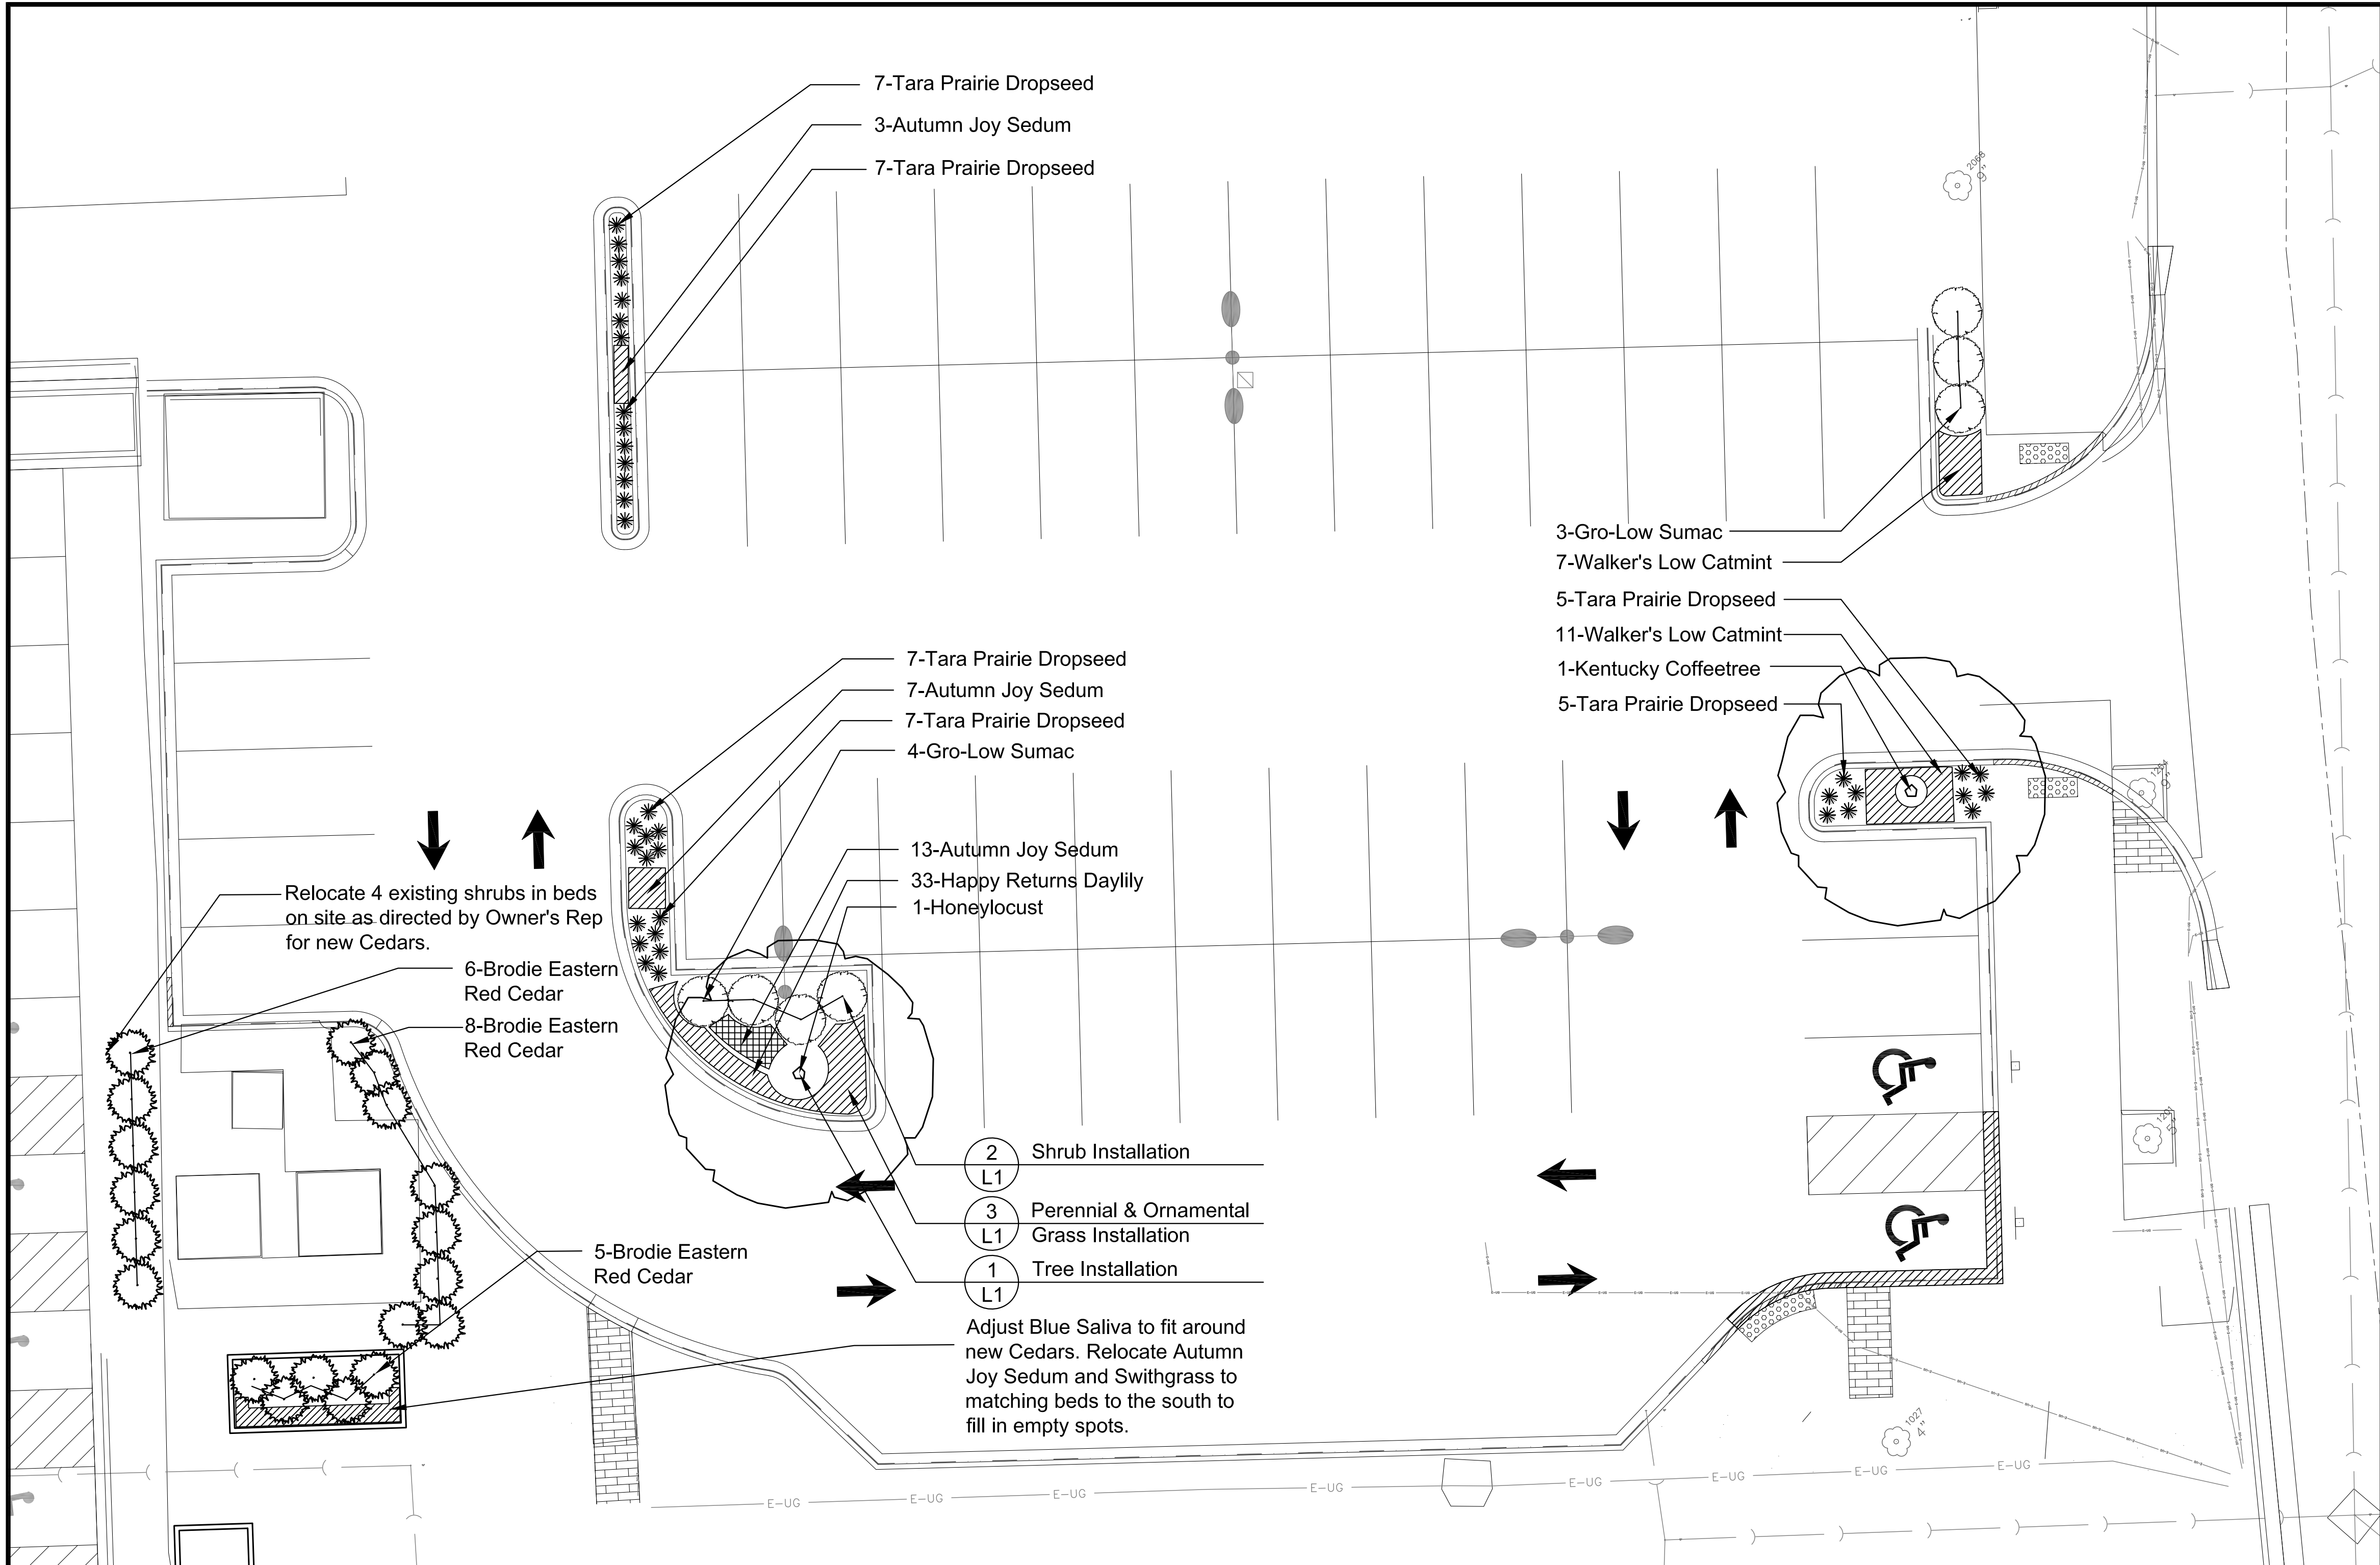 7-Tara Prairie Dropseed
3-Autumn Joy Sedum
7-Tara Prairie Dropseed
2068
9"
3-Gro-Low Sumac
7-Walker's Low Catmint
5-Tara Prairie Dropseed
11-Walker's Low Catmint
1-Kentucky Coffeetree
5-Tara Prairie Dropseed
7-Tara Prairie Dropseed
7-Autumn Joy Sedum
7-Tara Prairie Dropseed
4-Gro-Low Sumac
13-Autumn Joy Sedum
33-Happy Returns Daylily
1-Honeylocust
Relocate 4 existing shrubs in beds
on site as directed by Owner's Rep
for new Cedars.
6-Brodie Eastern
Red Cedar
8-Brodie Eastern
Red Cedar
5-Brodie Eastern
Red Cedar
2 Shrub Installation
L1
3 Perennial & Ornamental
L1 Grass Installation
1 Tree Installation
L1
Adjust Blue Saliva to fit around
new Cedars. Relocate Autumn
Joy Sedum and Swithgrass to
matching beds to the south to
fill in empty spots.
9"
1201
5"
1027
4"
E-UG E-UG E-UG E-UG E-UG E-UG E-UG E-UG